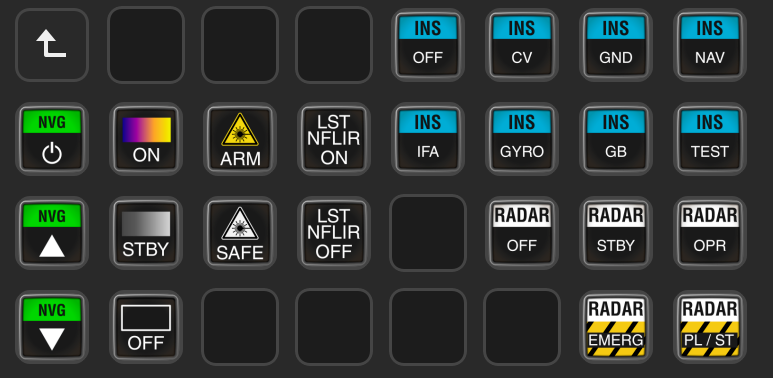 INS
OFF
INS
CV
INS
GND
INS
NAV
NVG
ON
ARM
LST
NFLIR
ON
INS
IFA
INS
GYRO
INS
GB
INS
TEST
NVG
STBY
SAFE
LST
NFLIR
OFF
RADAR
OFF
RADAR
STBY
RADAR
OPR
NVG
OFF
RADAR
EMERG
RADAR
PL / ST